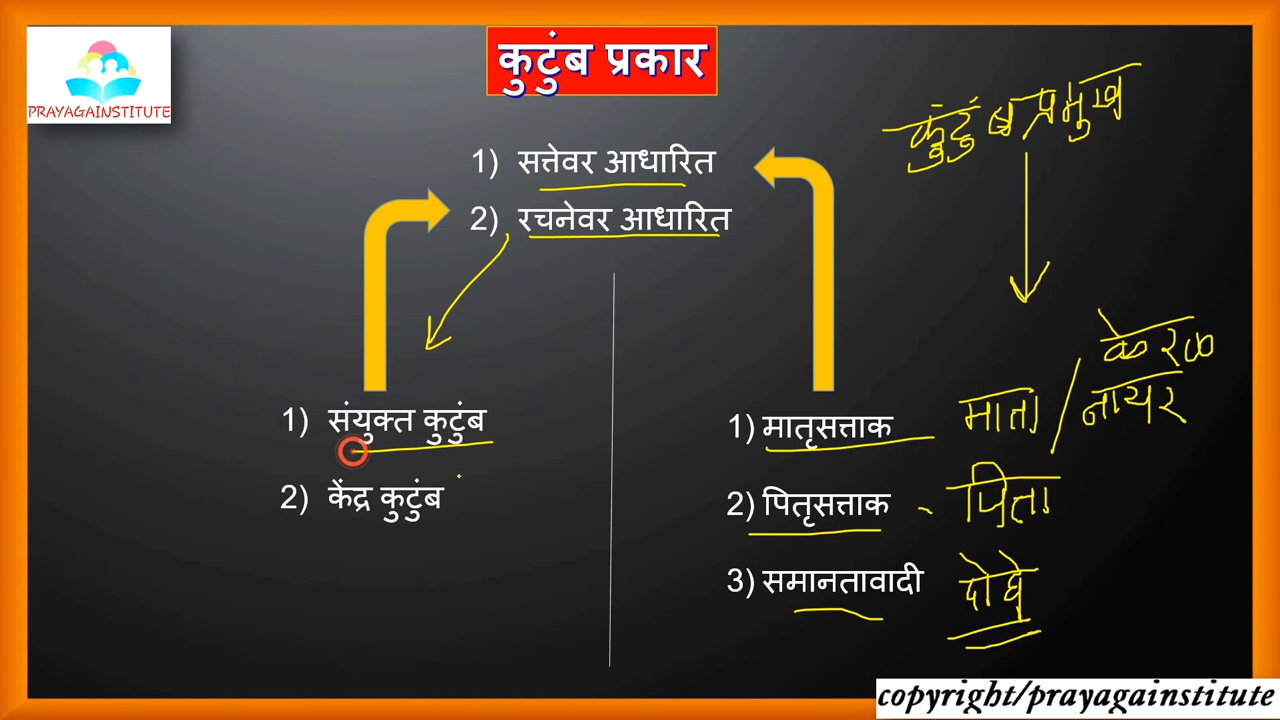 PRAYAGAINSTITUTE
कुटुंब प्रकार
कुटुंब प्रमुख
1) सत्तेवर आधारित
2) रचनेवर आधारित
1) संयुक्त कुटुंब
2) केंद्र कुटुंब
केरळ
1) मातृसत्ताक
माता / नायर
2) पितृसत्ताक
- पिता
3) समानतावादी
दोघे
copyright/prayagainstitute